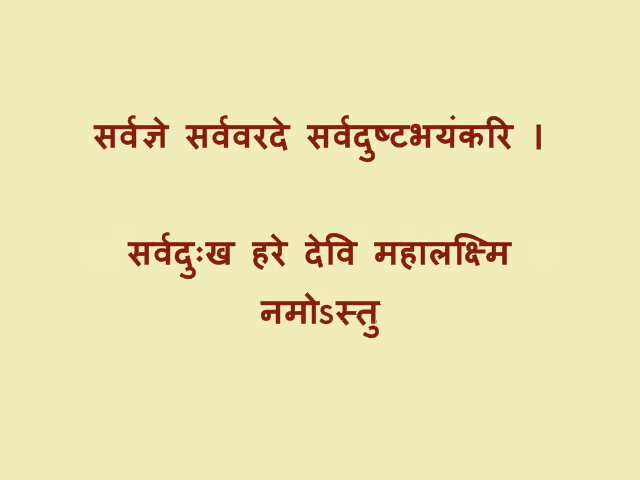 सर्वज्ञे सर्ववरदे सर्वदुष्टभयंकरि ।
सर्वदुःख हरे देवि महालक्ष्मि
नमोऽस्तु